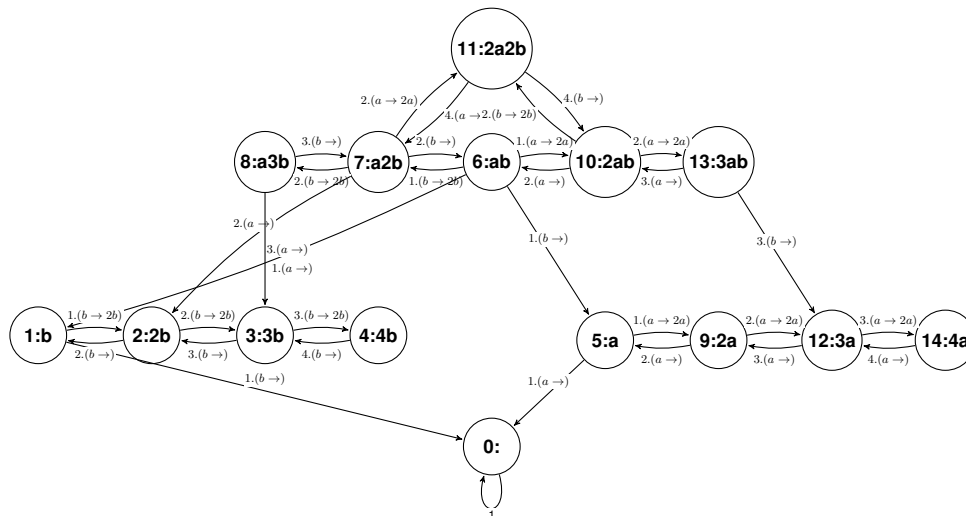 11:2a2b
2.(a → 2a)
4.(b →)
4.(a → 2.(b → 2b)
3.(b →)
2.(b →)
1.(a → 2a)
2.(a → 2a)
8:a3b
7:a2b
6:ab
10:2ab
13:3ab
2.(b → 2b)
1.(b → 2b)
2.(a →)
3.(a →)
2.(a →)
1.(b →)
3.(b →)
3.(a →)
1.(a →)
1.(b → 2b)
2.(b → 2b)
3.(b → 2b)
1.(a → 2a)
2.(a → 2a)
3.(a → 2a)
1:b
2:2b
3:3b
4:4b
5:a
9:2a
12:3a
14:4a
2.(b →)
3.(b →)
4.(b →)
2.(a →)
3.(a →)
4.(a →)
1.(b →)
1.(a →)
0:
1.